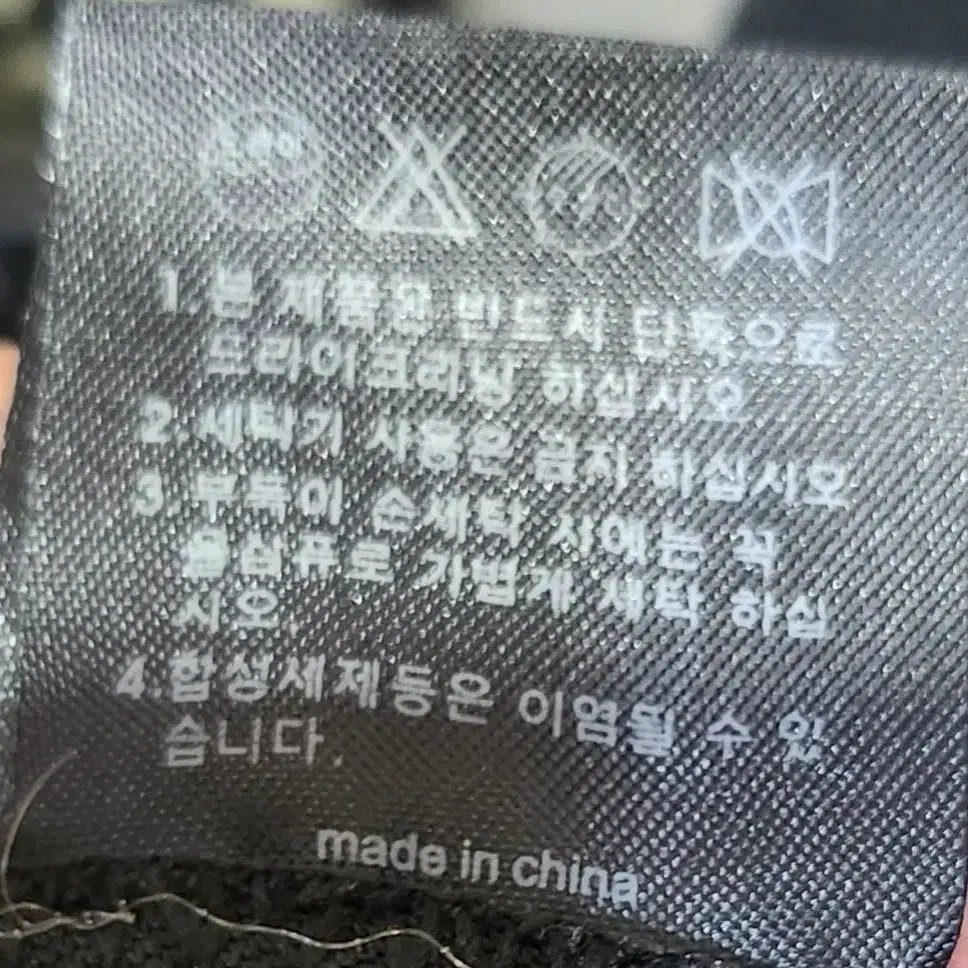 드라이
1.본 제품은 반드시 단독으로
드라이크리닝 하십시오
2.세탁기 사용은 금지 하십시오
3.부득이 손세탁 시에는 꼭
울샴퓨로 가볍게 세탁 하십
시오.
4.합성세제등은 이염될 수 있
습니다.
made in china